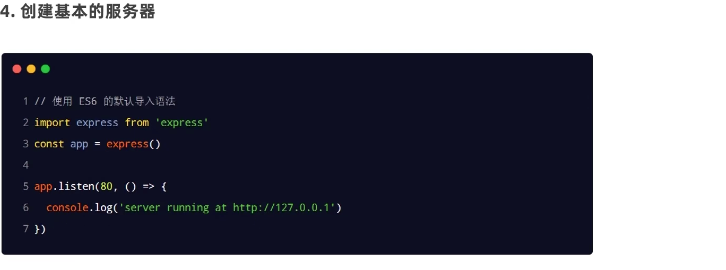 4. 创建基本的服务器
1 // 使用 ES6 的默认导入语法
2 import express from 'express'
3 const app = express()
4
5 app.listen(80, () => {
6   console.log('server running at http://127.0.0.1')
7 })